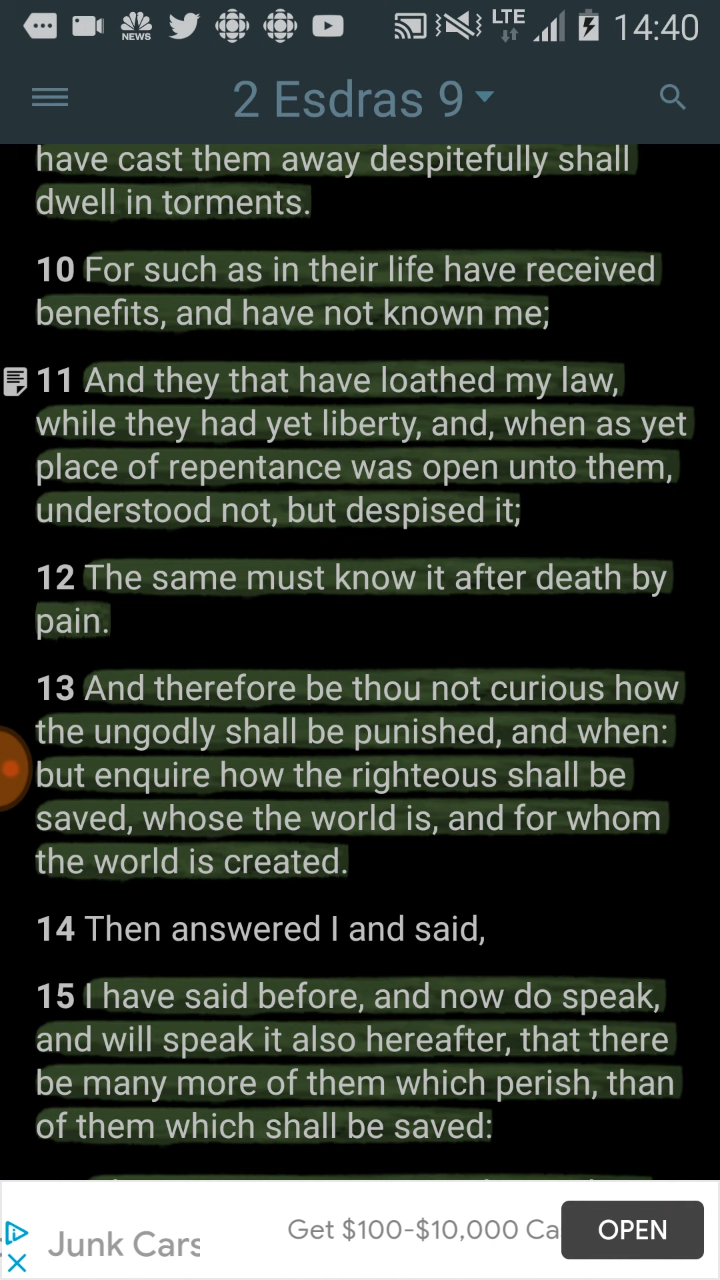 NEWS
LTE
14:40
2 Esdras 9
have cast them away despitefully shall
dwell in torments.
10 For such as in their life have received
benefits, and have not known me;
11 And they that have loathed my law,
while they had yet liberty, and, when as yet
place of repentance was open unto them,
understood not, but despised it;
12 The same must know it after death by
pain.
13 And therefore be thou not curious how
the ungodly shall be punished, and when:
but enquire how the righteous shall be
saved, whose the world is, and for whom
the world is created.
14 Then answered I and said,
15 I have said before, and now do speak,
and will speak it also hereafter, that there
be many more of them which perish, than
of them which shall be saved:
Junk Cars
Get $100-$10,000 Ca
OPEN